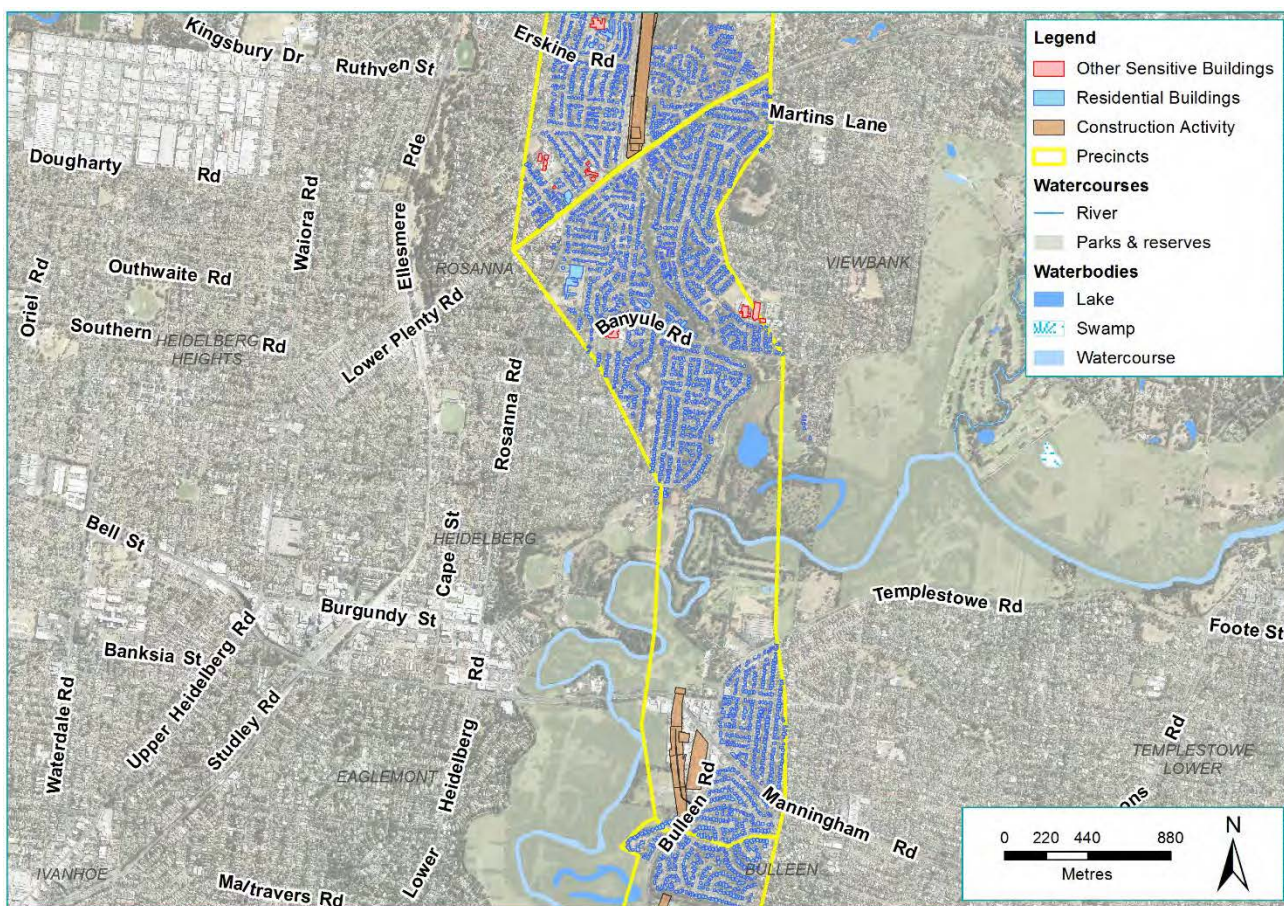 Kingsbury Dr
Ruthven St
Erskine Rd
Martins Lane
Dougharty Rd
Waiora Rd
Ellesmere Pde
Oriel Rd
Outhwaite Rd
ROSANNA
VIEWBANK
Southern Rd
HEIDELBERG
HEIGHTS
Lower Plenty Rd
Banyule Rd
Rosanna Rd
Bell St
Cape St
HEIDELBERG
Burgundy St
Templestowe Rd
Foote St
Banksia St
Upper Heidelberg Rd
Studley Rd
Waterdale Rd
Lower Heidelberg Rd
EAGLEMONT
Bulleen Rd
Manningham Rd
Rd
TEMPLESTOWE
LOWER
ons
IVANHOE
Ma/travers Rd
BULLEEN
Legend
Other Sensitive Buildings
Residential Buildings
Construction Activity
Precincts
Watercourses
River
Parks & reserves
Waterbodies
Lake
Swamp
Watercourse
0 220 440 880
Metres
N